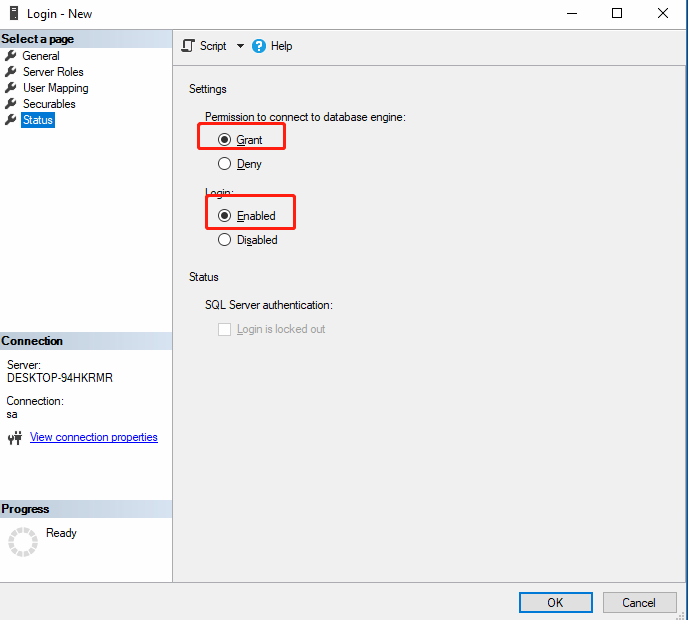 Login - New
Select a page
General
Server Roles
User Mapping
Securables
Status
Connection
Server:
DESKTOP-94HKRMR
Connection:
sa
View connection properties
Progress
Ready
Script
Help
Settings
Permission to connect to database engine:
Grant
Deny
Login:
Enabled
Disabled
Status
SQL Server authentication:
Login is locked out
OK
Cancel